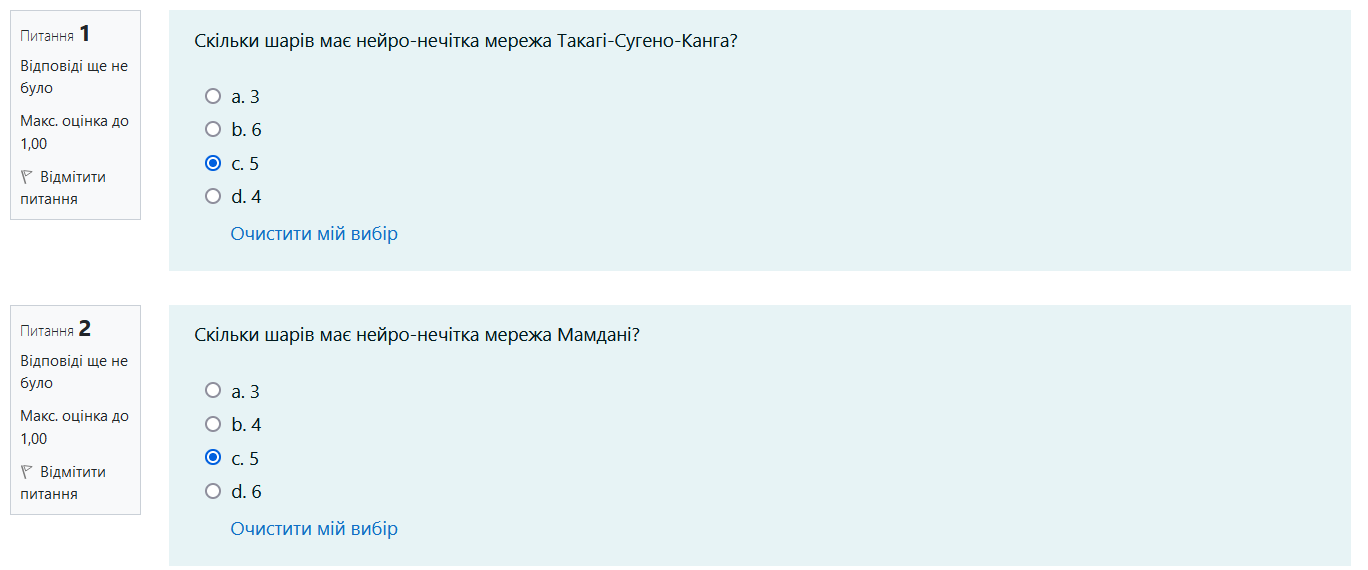 Питання 1
Відповіді ще не
було
Макс. оцінка до
1,00
Відмітити
питання
Скільки шарів має нейро-нечітка мережа Такагі-Сугено-Канга?
a. 3
b. 6
c. 5
d. 4
Очистити мій вибір
Питання 2
Відповіді ще не
було
Макс. оцінка до
1,00
Відмітити
питання
Скільки шарів має нейро-нечітка мережа Мамдані?
a. 3
b. 4
c. 5
d. 6
Очистити мій вибір